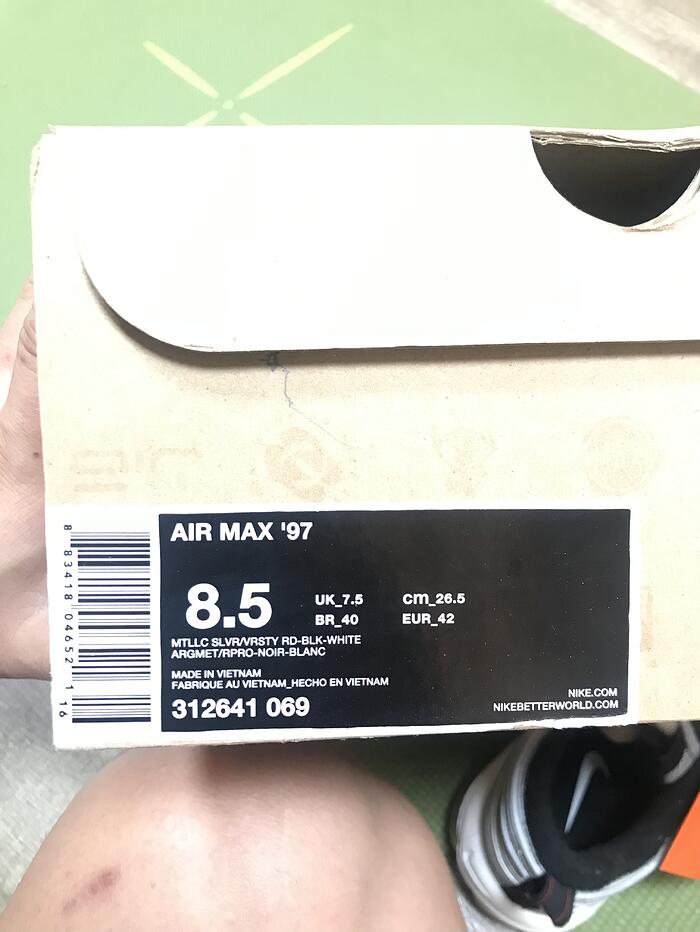 AIR MAX '97
8.5
UK_7.5
cm_26.5
BR_40
EUR_42
MTLLC SLVR/VRSTY RD-BLK-WHITE
ARGMET/RPRO-NOIR-BLANC
MADE IN VIETNAM
FABRIQUE AU VIETNAM_HECHO EN VIETNAM
312641 069
NIKE.COM
NIKEBETTERWORLD.COM
8 83418 04652 1 16